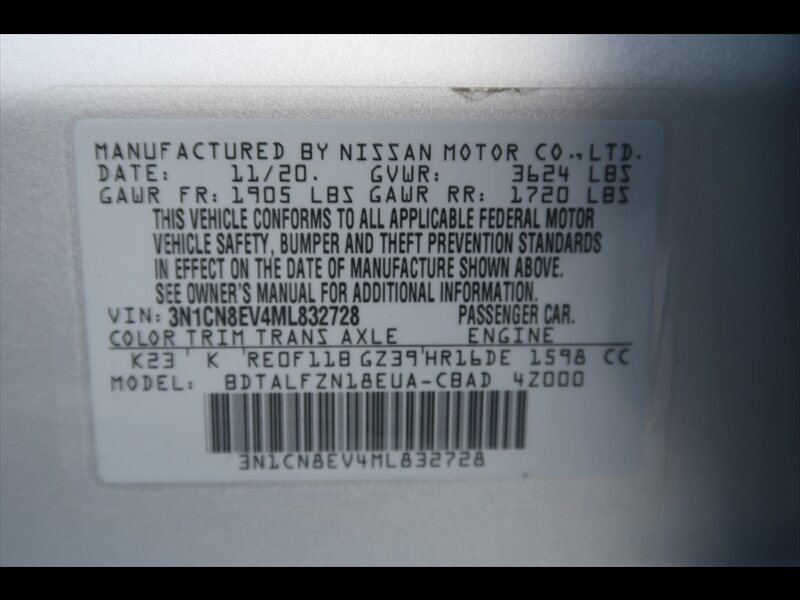 MANUFACTURED BY NISSAN MOTOR CO., LTD.
DATE: 11/20. GVWR: 3624 LBS
GAWR FR: 1905 LBS GAWR RR: 1720 LBS
THIS VEHICLE CONFORMS TO ALL APPLICABLE FEDERAL MOTOR
VEHICLE SAFETY, BUMPER AND THEFT PREVENTION STANDARDS
IN EFFECT ON THE DATE OF MANUFACTURE SHOWN ABOVE.
SEE OWNER'S MANUAL FOR ADDITIONAL INFORMATION.
VIN: 3N1CN8EV4ML832728 PASSENGER CAR.
COLOR TRIM TRANS AXLE ENGINE
K23 K RE0F11B GZ39 HR16DE 1598 CC
MODEL: BDTALFZN18EUA-CBAD 4Z000
3N1CN8EV4ML832728